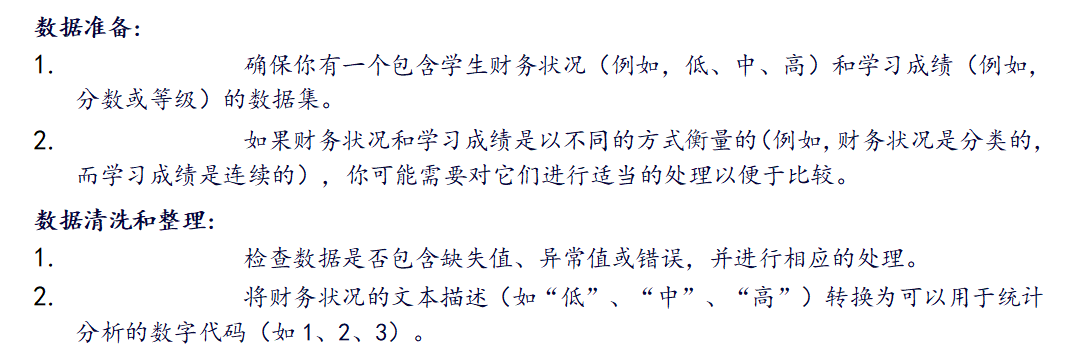 数据准备：
1. 确保你有一个包含学生财务状况（例如，低、中、高）和学习成绩（例如，
分数或等级）的数据集。
2. 如果财务状况和学习成绩是以不同的方式衡量的(例如，财务状况是分类的，
而学习成绩是连续的），你可能需要对它们进行适当的处理以便于比较。
数据清洗和整理：
1. 检查数据是否包含缺失值、异常值或错误，并进行相应的处理。
2. 将财务状况的文本描述（如“低”、“中”、“高”）转换为可以用于统计
分析的数字代码（如 1、2、3）。